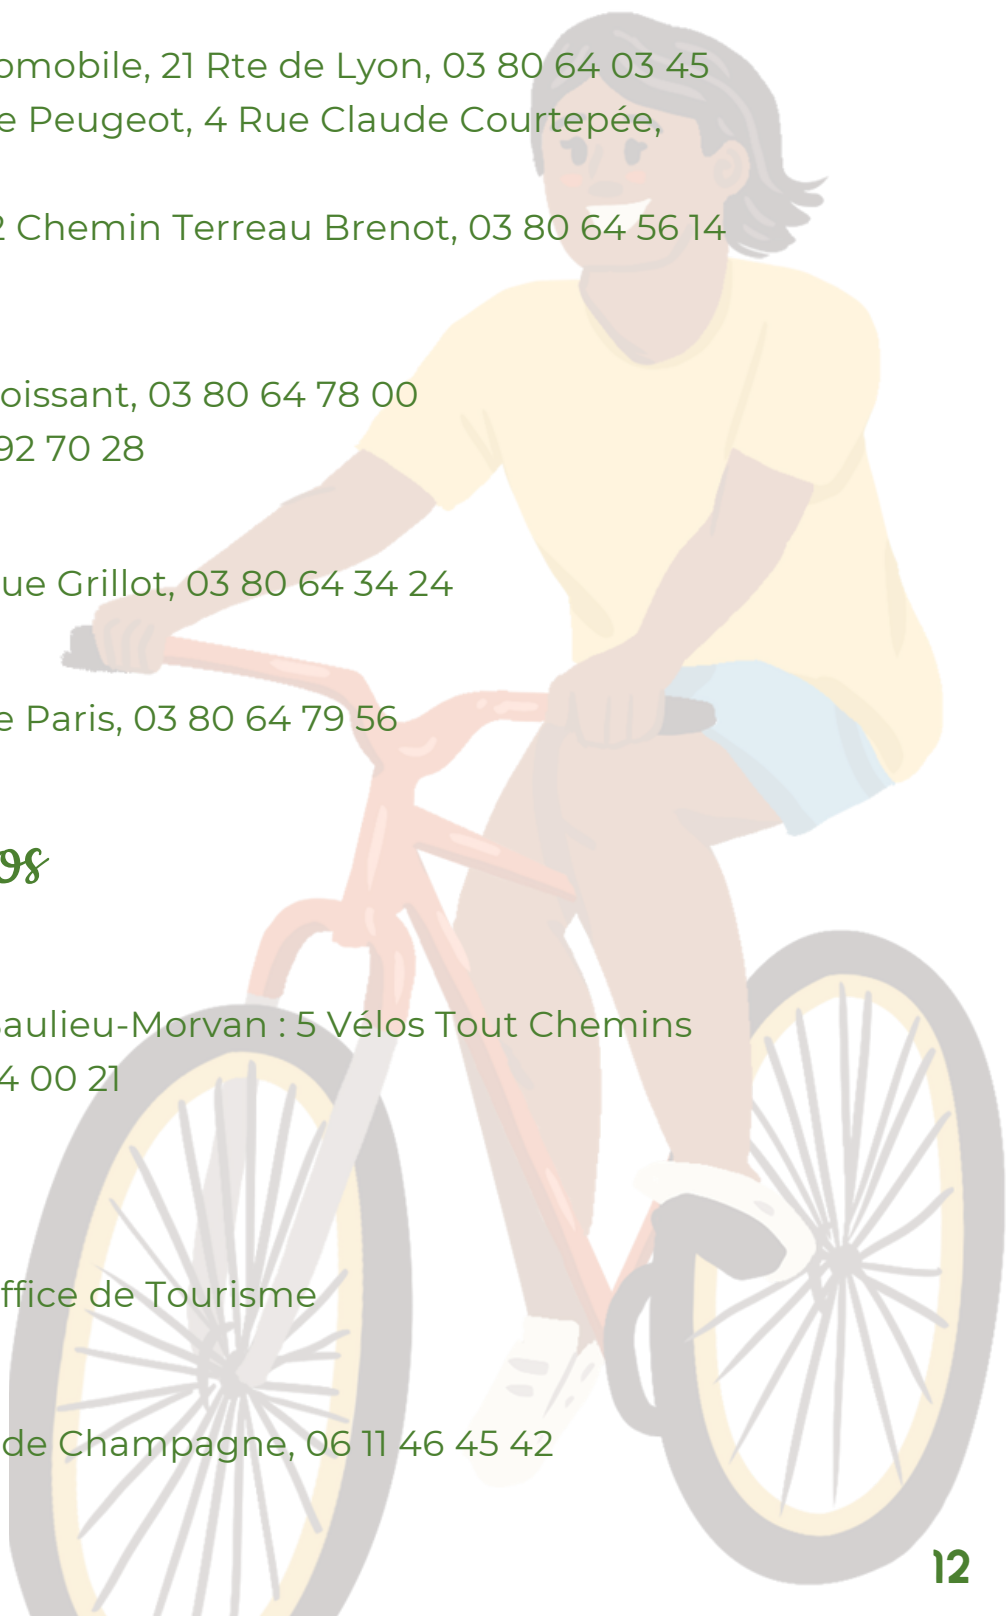 omobile, 21 Rte de Lyon, 03 80 64 03 45
e Peugeot, 4 Rue Claude Courtepée,
2 Chemin Terreau Brenot, 03 80 64 56 14
oissant, 03 80 64 78 00
92 70 28
ue Grillot, 03 80 64 34 24
e Paris, 03 80 64 79 56
os
aulieu-Morvan : 5 Vélos Tout Chemins
4 00 21
ffice de Tourisme
de Champagne, 06 11 46 45 42
12